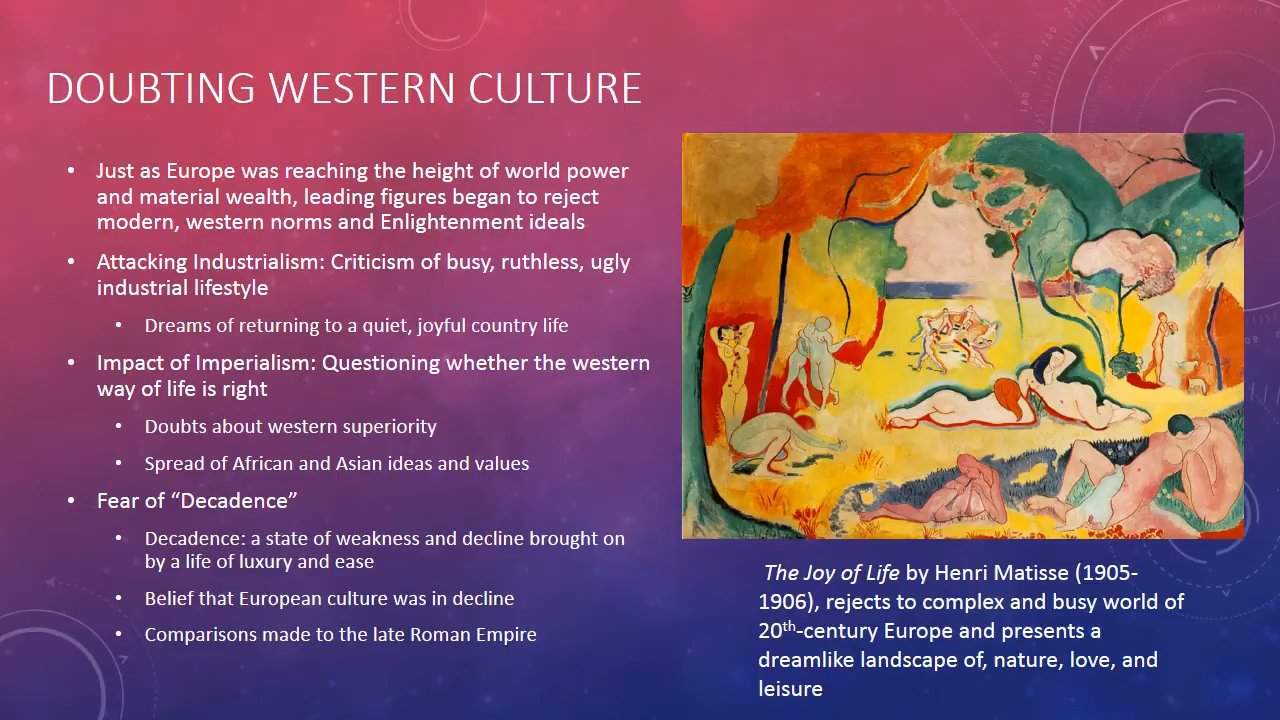 DOUBTING WESTERN CULTURE
• Just as Europe was reaching the height of world power
and material wealth, leading figures began to reject
modern, western norms and Enlightenment ideals
• Attacking Industrialism: Criticism of busy, ruthless, ugly
industrial lifestyle
• Dreams of returning to a quiet, joyful country life
• Impact of Imperialism: Questioning whether the western
way of life is right
• Doubts about western superiority
• Spread of African and Asian ideas and values
• Fear of “Decadence”
• Decadence: a state of weakness and decline brought on
by a life of luxury and ease
• Belief that European culture was in decline
• Comparisons made to the late Roman Empire
The Joy of Life by Henri Matisse (1905-
1906), rejects to complex and busy world of
20th-century Europe and presents a
dreamlike landscape of, nature, love, and
leisure